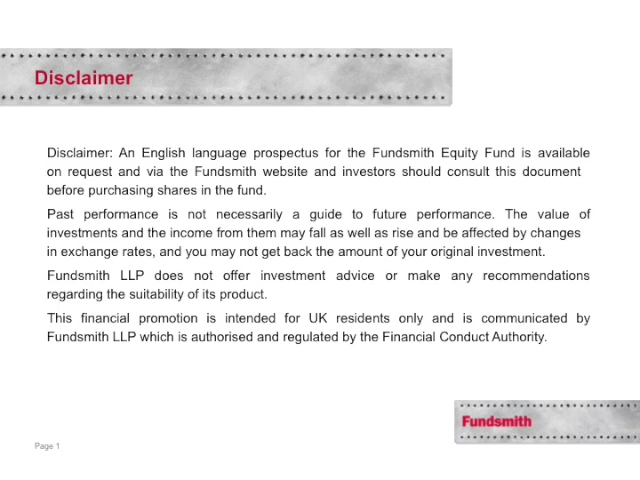 Disclaimer
Disclaimer: An English language prospectus for the Fundsmith Equity Fund is available
on request and via the Fundsmith website and investors should consult this document
before purchasing shares in the fund.
Past performance is not necessarily a guide to future performance. The value of
investments and the income from them may fall as well as rise and be affected by changes
in exchange rates, and you may not get back the amount of your original investment.
Fundsmith LLP does not offer investment advice or make any recommendations
regarding the suitability of its product.
This financial promotion is intended for UK residents only and is communicated by
Fundsmith LLP which is authorised and regulated by the Financial Conduct Authority.
Fundsmith
Page 1